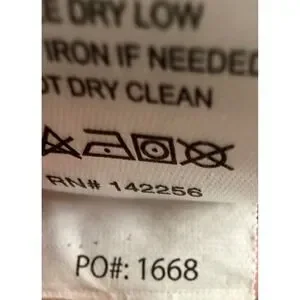 E DRY LOW
IRON IF NEEDED
OT DRY CLEAN
RN# 142256
PO#: 1668